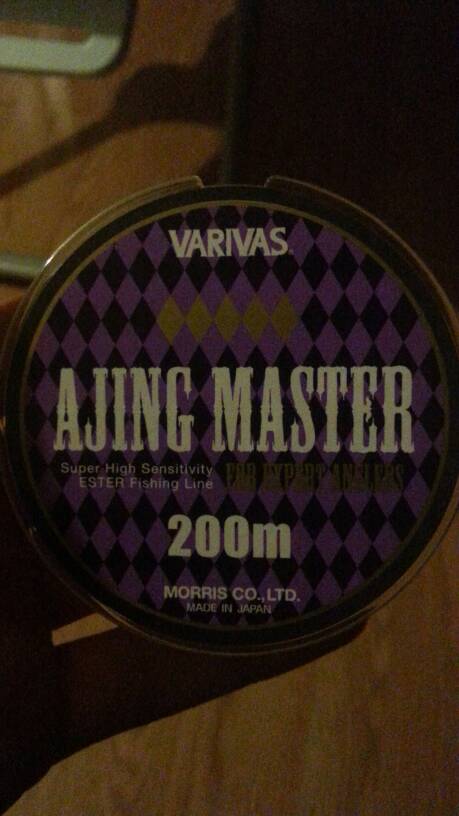 VARIVAS
AJING MASTER
Super High Sensitivity
ESTER Fishing Line
FOR EXPERT ANGLERS
200m
MORRIS CO.,LTD.
MADE IN JAPAN